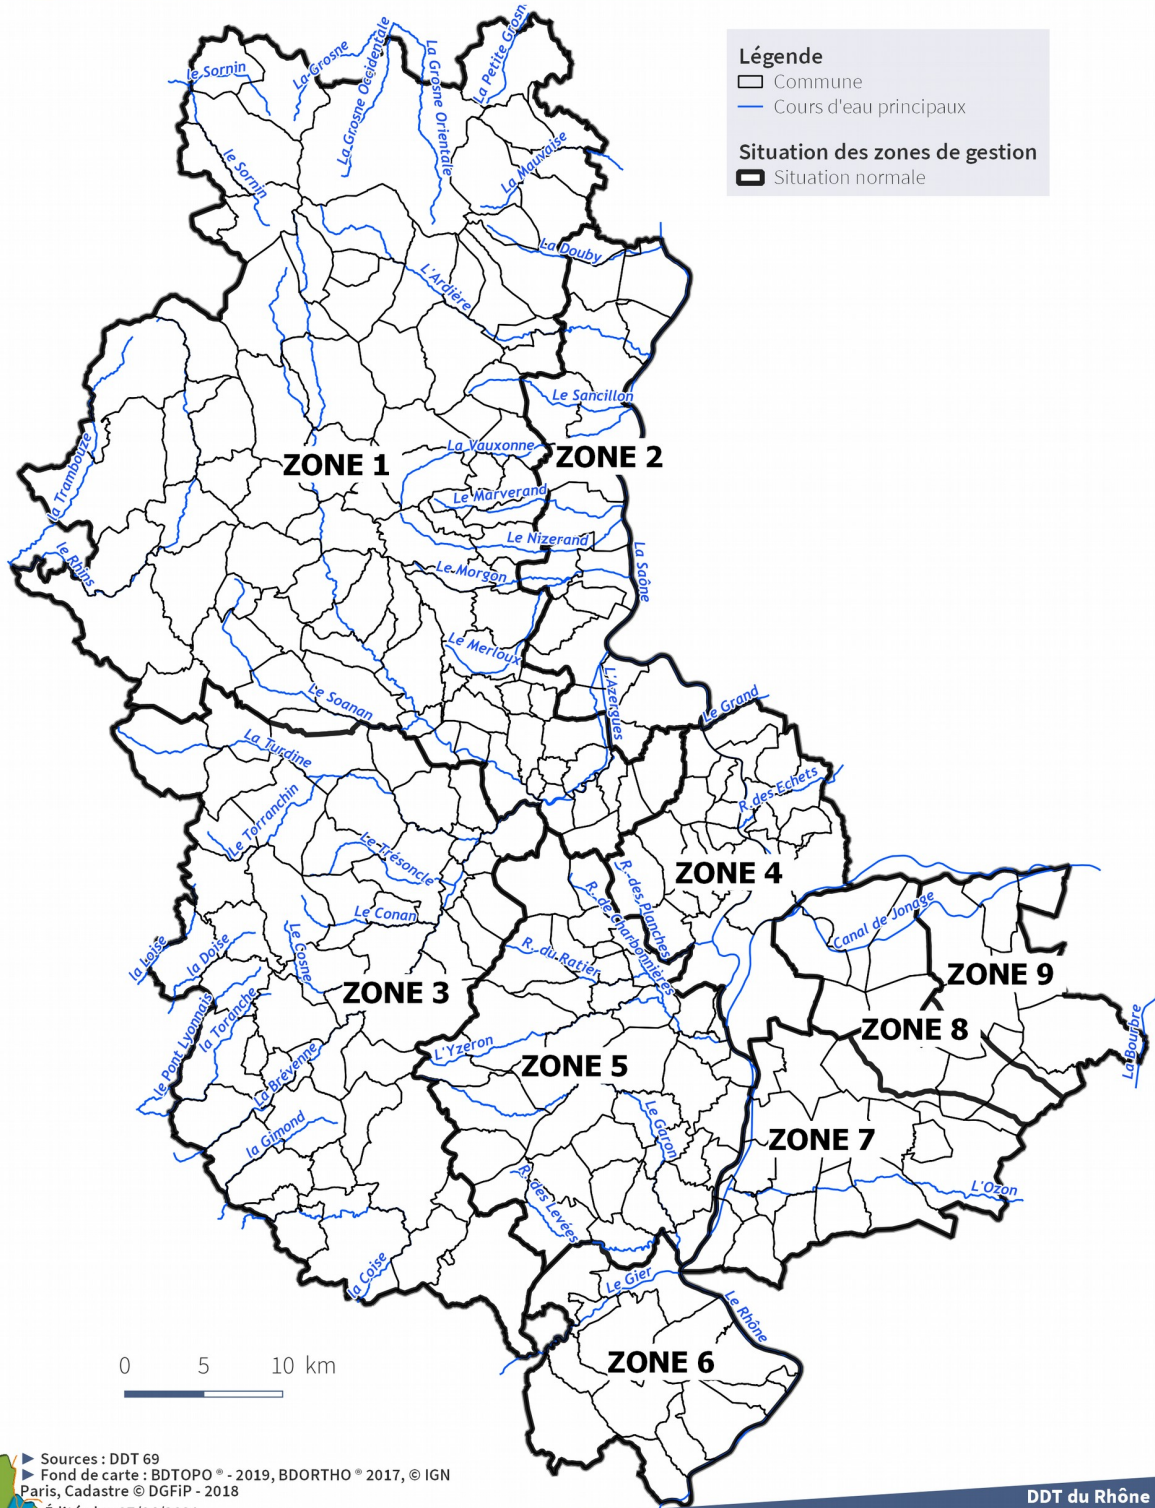 Légende
Commune
Cours d'eau principaux
Situation des zones de gestion
Situation normale
le Sornin
La Grosne
La Grosne Occidentale
La Grosne Orientale
La Petite Grosn
le Sornin
La Mauvaise
La Douby
L'Ardière
Le Sancillon
La Vauxonne
ZONE 1
ZONE 2
La Trambouze
Le Marverand
Le Nizerand
le Rhins
Le Morgon
La Saône
Le Merloux
L'Azergues
Le Grand
Le Soanan
La Turdine
R. des Echets
Le Torranchin
Le Trésoncle
ZONE 4
R. des Planches
R. de Charbonnières
Le Conan
Canal de Jonage
la Loise
la Doise
Le Cosne
R. du Ratier
ZONE 3
ZONE 9
le Pont Lyonnais
la Toranche
ZONE 8
L'Yzeron
ZONE 5
La Bourbre
La Brévenne
la Gimond
Le Garon
ZONE 7
R. des Levées
L'Ozon
la Coise
Le Gier
Le Rhône
ZONE 6
0 5 10 km
Sources : DDT 69
Fond de carte : BDTOPO ® - 2019, BDORTHO ® 2017, © IGN
Paris, Cadastre © DGFiP - 2018
DDT du Rhône